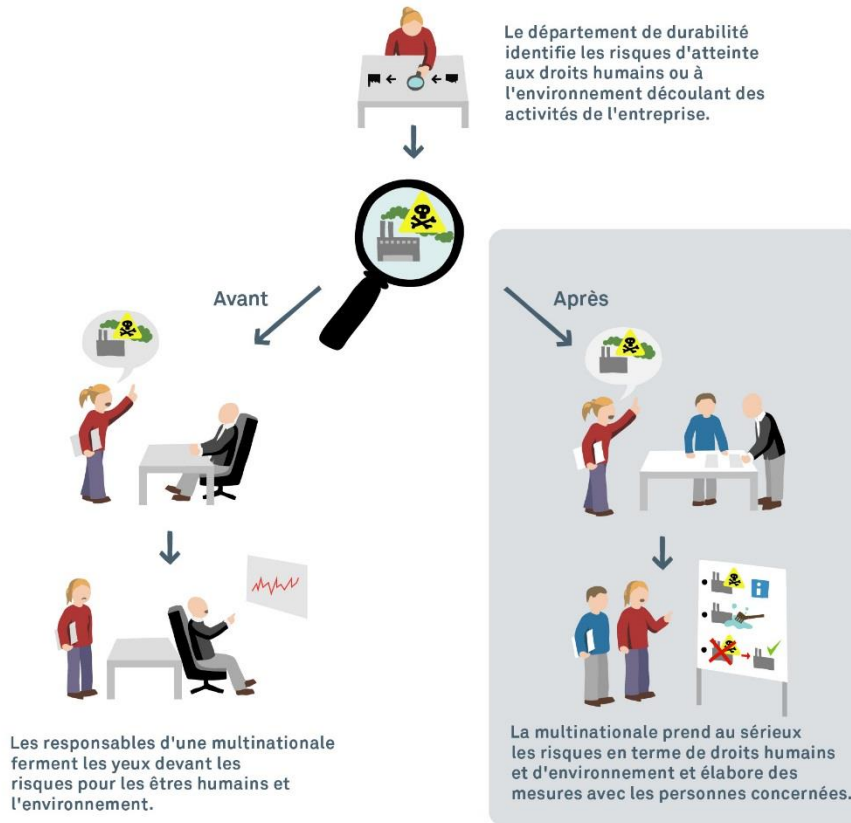 Le département de durabilité
identifie les risques d'atteinte
aux droits humains ou à
l'environnement découlant des
activités de l'entreprise.
Avant
Après
Les responsables d'une multinationale
ferment les yeux devant les
risques pour les êtres humains et
l'environnement.
La multinationale prend au sérieux
les risques en terme de droits humains
et d'environnement et élabore des
mesures avec les personnes concernées.